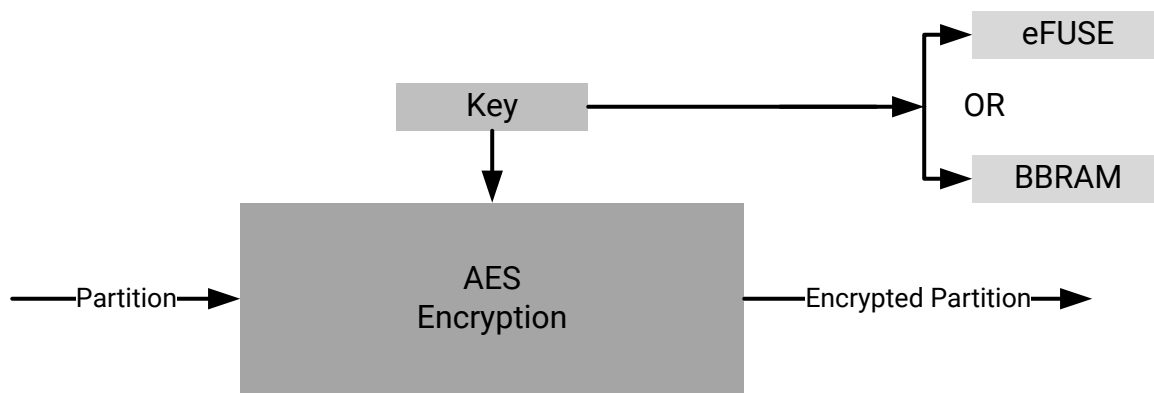 eFUSE
Key
OR
BBRAM
AES
Encryption
Partition
Encrypted Partition